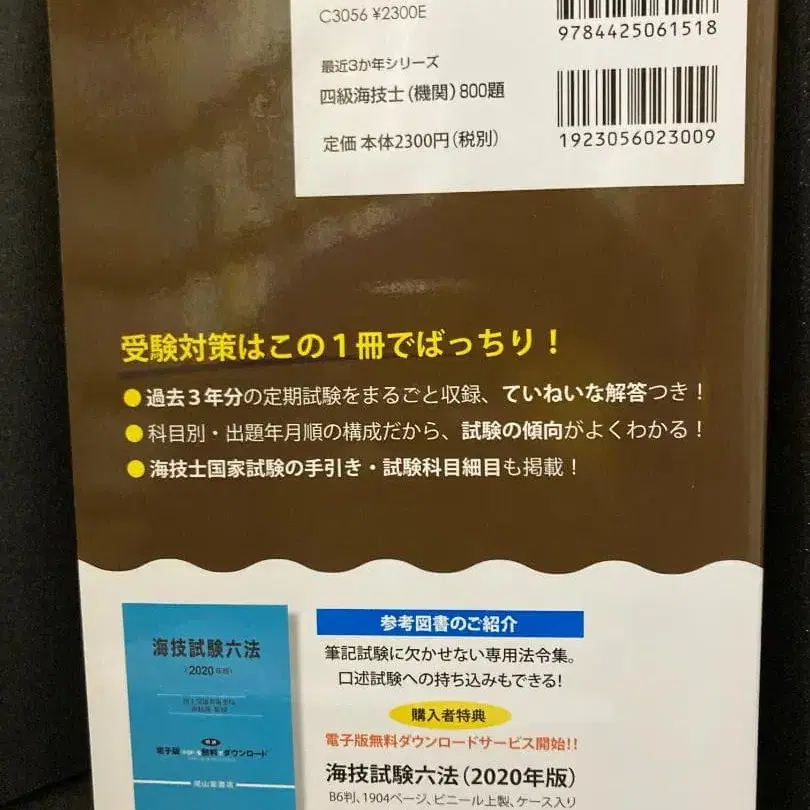 C3056 ¥2300E
9784425061518
最近3か年シリーズ
四級海技士(機関)800題
定価 本体2300円(税別)
1923056023009
受験対策はこの1冊でばっちり!
●過去3年分の定期試験をまるごと収録、ていねいな解答つき!
●科目別・出題年月順の構成だから、試験の傾向がよくわかる!
●海技士国家試験の手引き・試験科目細目も掲載!
参考図書のご紹介
海技試験六法
(2020年版)
電子版無料ダウンロード
筆記試験に欠かせない専用法令集。
口述試験への持ち込みもできる!
購入者特典
電子版無料ダウンロードサービス開始!!
海技試験六法(2020年版)
B6判、1904ページ、ビニール上製、ケース入り